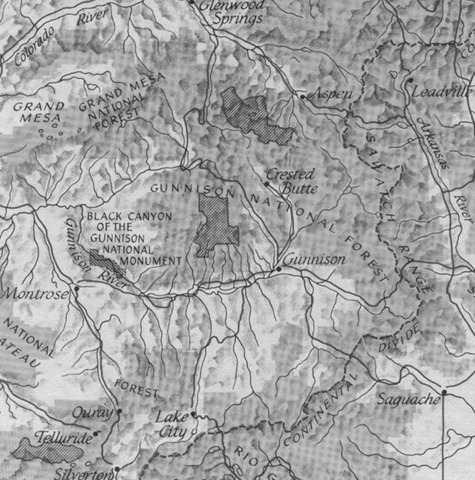 Glenwood
Springs
Colorado River
GRAND
MESA
GRAND MESA
NATIONAL
FOREST
Aspen
Leadville
Arkansas
River
SAWATCH RANGE
Crested
Butte
GUNNISON NATIONAL FOREST
BLACK CANYON
OF THE
GUNNISON
NATIONAL
MONUMENT
Gunnison
River
Gunnison
Montrose
NATIONAL
FOREST
CONTINENTAL DIVIDE
Saguache
Ouray
Lake
City
Telluride
Silverton
RIO